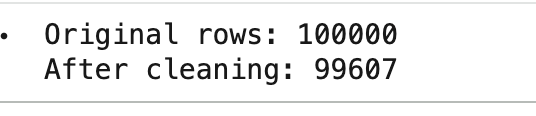 • Original rows: 100000
After cleaning: 99607